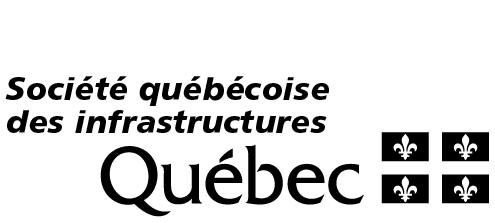 Société québécoise
des infrastructures
Québec